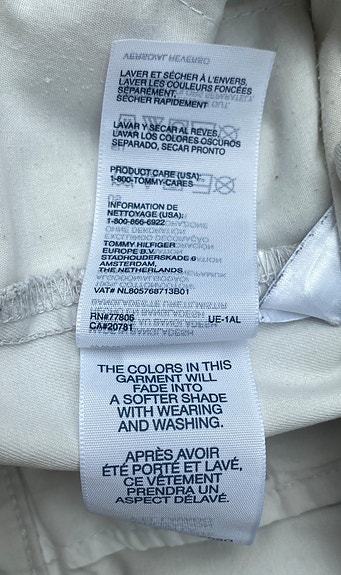 LAVER ET SÉCHER À L'ENVERS,
LAVER LES COULEURS FONCÉES
SÉPARÉMENT,
SÉCHER RAPIDEMENT
LAVAR Y SECAR AL REVÉS,
LAVAR LOS COLORES OSCUROS
SEPARADO, SECAR PRONTO
PRODUCT CARE (USA):
1-800-TOMMY-CARES
INFORMATION DE
NETTOYAGE (USA):
1-800-866-6922
TOMMY HILFIGER
EUROPE B.V.
STADHOUDERSKADE 6
AMSTERDAM,
THE NETHERLANDS
VAT# NL805768713B01
RN#77806 UE-1AL
CA#20781
THE COLORS IN THIS
GARMENT WILL
FADE INTO
A SOFTER SHADE
WITH WEARING
AND WASHING.
APRÈS AVOIR
ÉTÉ PORTÉ ET LAVÉ,
CE VÊTEMENT
PRENDRA UN
ASPECT DÉLAVÉ.